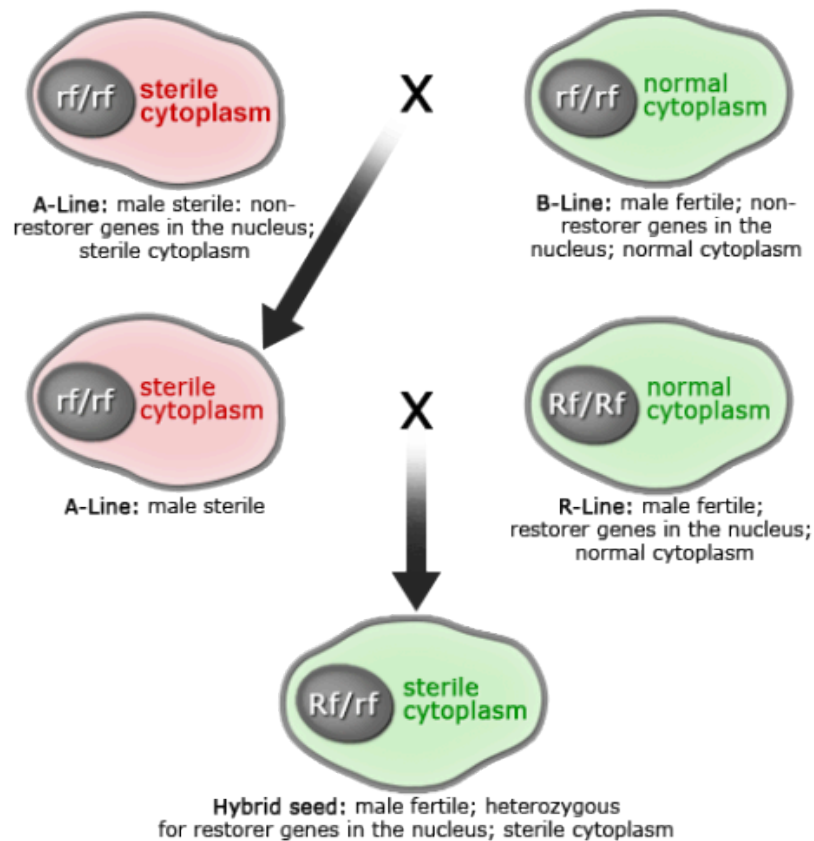 rf/rf
sterile
cytoplasm
X
rf/rf
normal
cytoplasm
A-Line: male sterile: non-
restorer genes in the nucleus;
sterile cytoplasm
B-Line: male fertile; non-
restorer genes in the
nucleus; normal cytoplasm
rf/rf
sterile
cytoplasm
X
Rf/Rf
normal
cytoplasm
A-Line: male sterile
R-Line: male fertile;
restorer genes in the nucleus;
normal cytoplasm
Rf/rf
sterile
cytoplasm
Hybrid seed: male fertile; heterozygous
for restorer genes in the nucleus; sterile cytoplasm